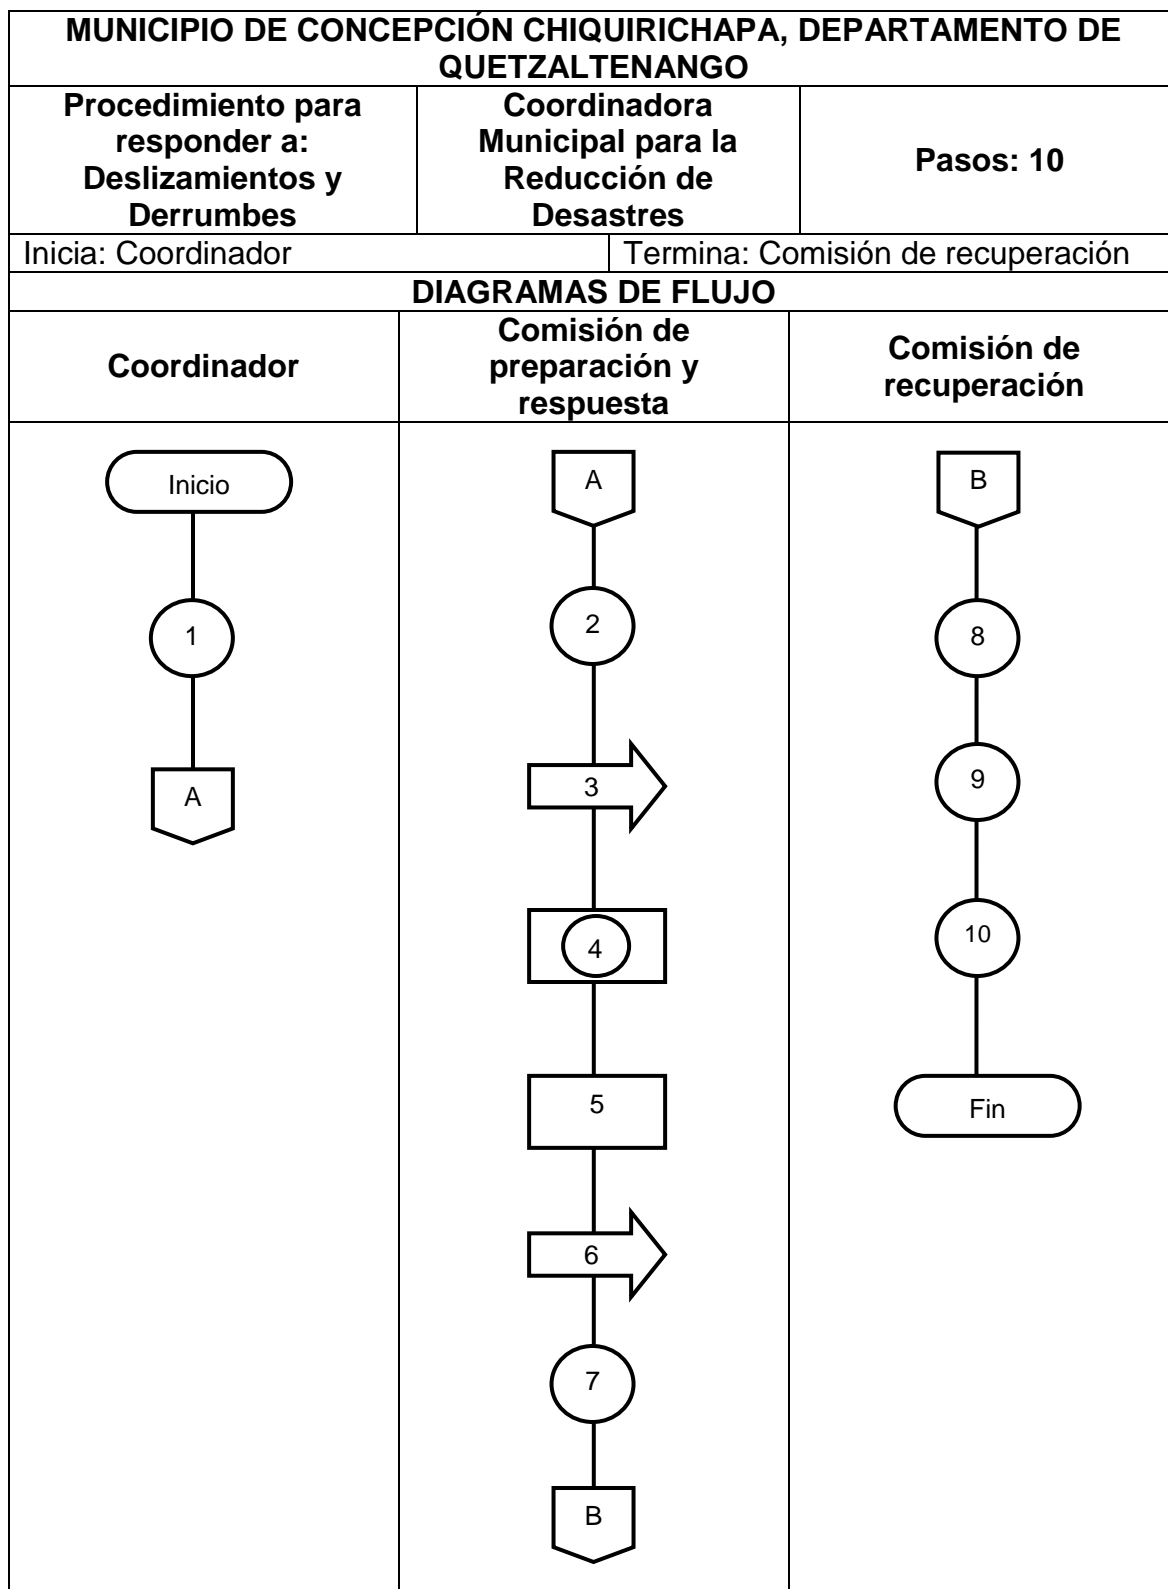 MUNICIPIO DE CONCEPCIÓN CHIQUIRICHAPA, DEPARTAMENTO DE
QUETZALTENANGO
Procedimiento para
responder a:
Deslizamientos y
Derrumbes
Coordinadora
Municipal para la
Reducción de
Desastres
Pasos: 10
Inicia: Coordinador
Termina: Comisión de recuperación
DIAGRAMAS DE FLUJO
Coordinador
Comisión de
preparación y
respuesta
Comisión de
recuperación
Inicio
1
A
A
2
3
4
5
6
7
B
B
8
9
10
Fin